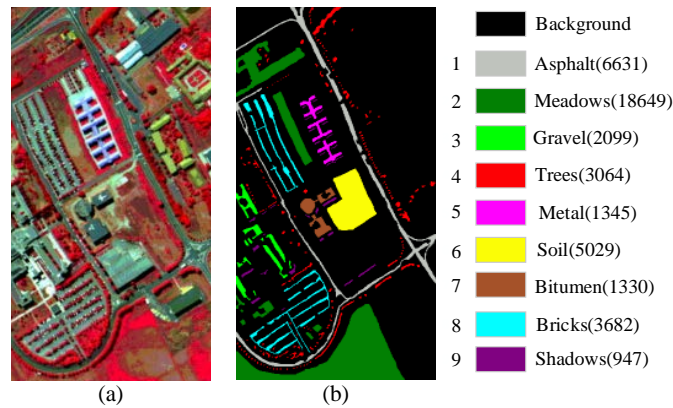 Background
1 Asphalt(6631)
2 Meadows(18649)
3 Gravel(2099)
4 Trees(3064)
5 Metal(1345)
6 Soil(5029)
7 Bitumen(1330)
8 Bricks(3682)
9 Shadows(947)
(a) (b)